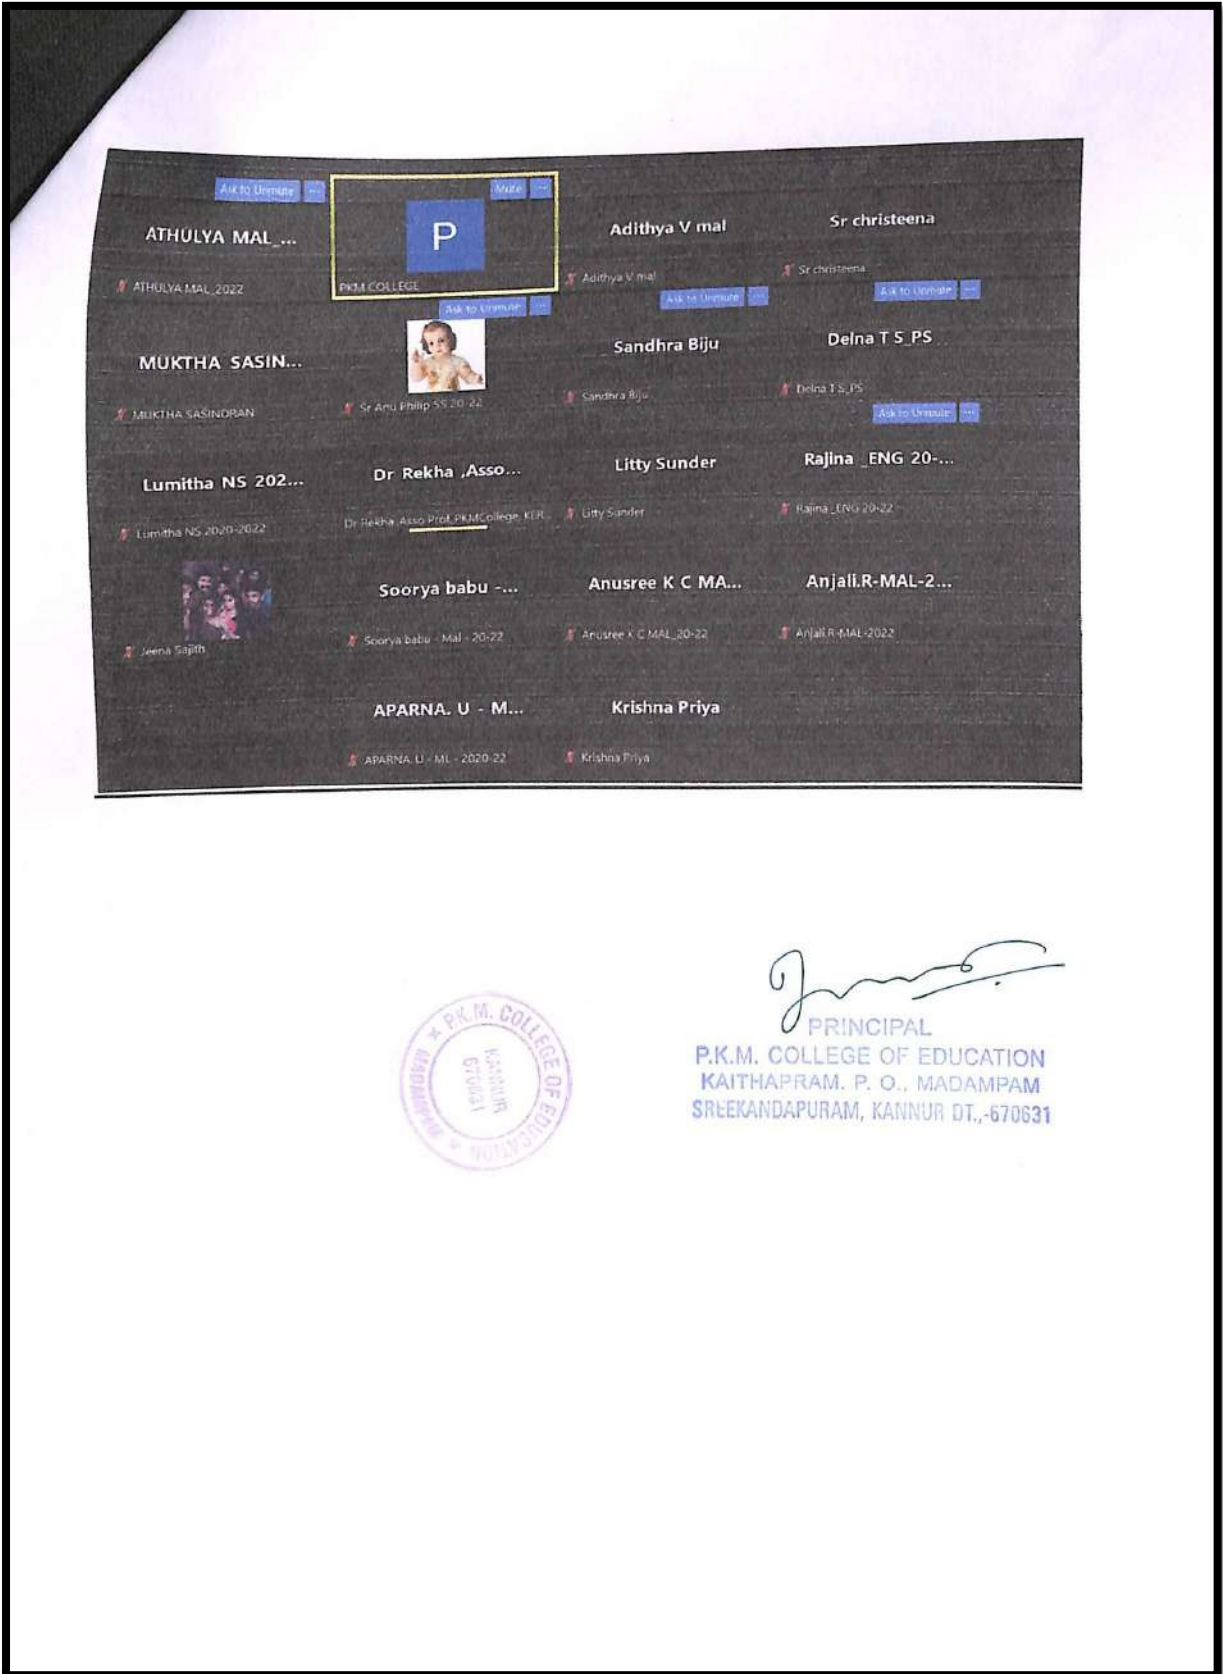 Ask to Unmute ...
Mute ...
ATHULYA MAL_...
P
Adithya V mal
Sr christeena
ATHULYA MAL_2022
PKM COLLEGE
Adithya V mal
Sr christeena
Ask to Unmute ...
Ask to Unmute ...
Ask to Unmute ...
MUKTHA SASIN...
Sandhra Biju
Delna T S_PS
MUKTHA SASINDRAN
Sr Anu Philip SS 20-22
Sandhra Biju
Delna T S_PS
Ask to Unmute ...
Lumitha NS 202...
Dr Rekha ,Asso...
Litty Sunder
Rajina _ENG 20-...
Lumitha NS 2020-2022
Dr Rekha ,Asso Prof, PKMCollege, KER...
Litty Sunder
Rajina _ENG 20-22
Soorya babu -...
Anusree K C MA...
Anjali.R-MAL-2...
Jeena Sajith
Soorya babu - Mal - 20-22
Anusree K C MAL_20-22
Anjali.R-MAL-2022
APARNA. U - M...
Krishna Priya
APARNA. U - ML - 2020-22
Krishna Priya
P.K.M. COLLEGE OF EDUCATION
KANNUR
670631
PRINCIPAL
P.K.M. COLLEGE OF EDUCATION
KAITHAPRAM. P. O., MADAMPAM
SREEKANDAPURAM, KANNUR DT.,-670631